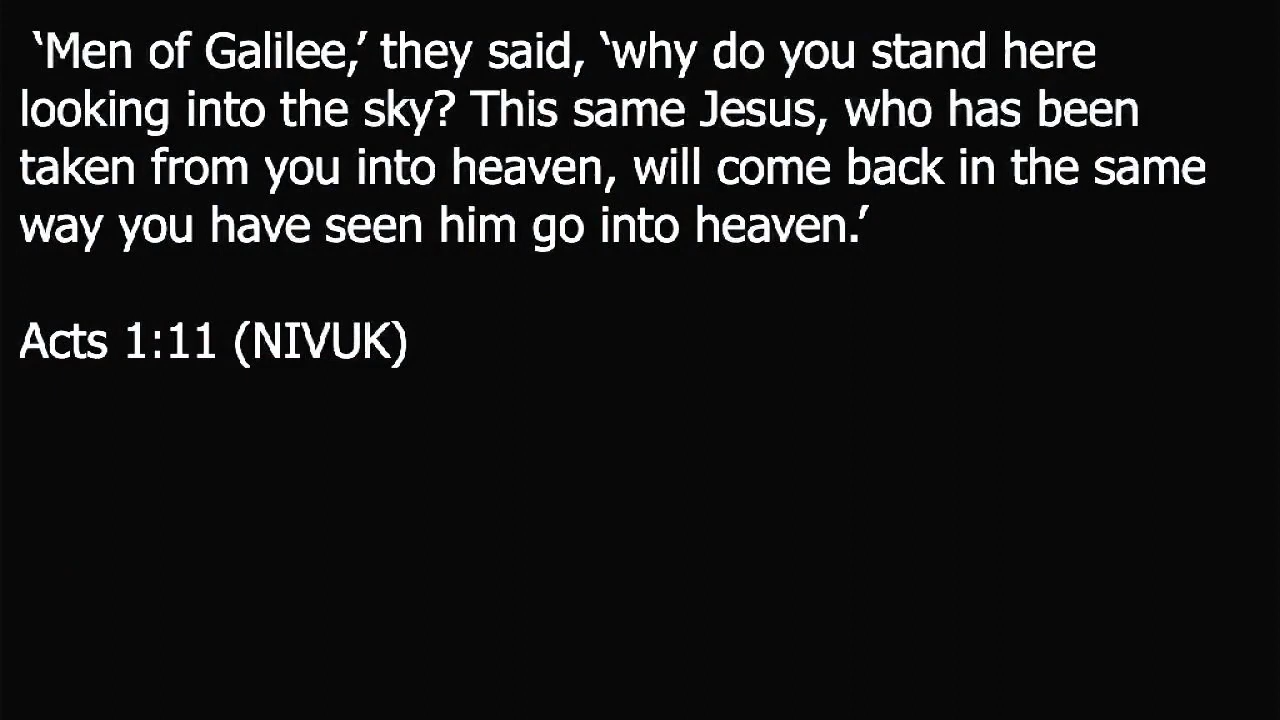 ‘Men of Galilee,’ they said, ‘why do you stand here
looking into the sky? This same Jesus, who has been
taken from you into heaven, will come back in the same
way you have seen him go into heaven.’
Acts 1:11 (NIVUK)